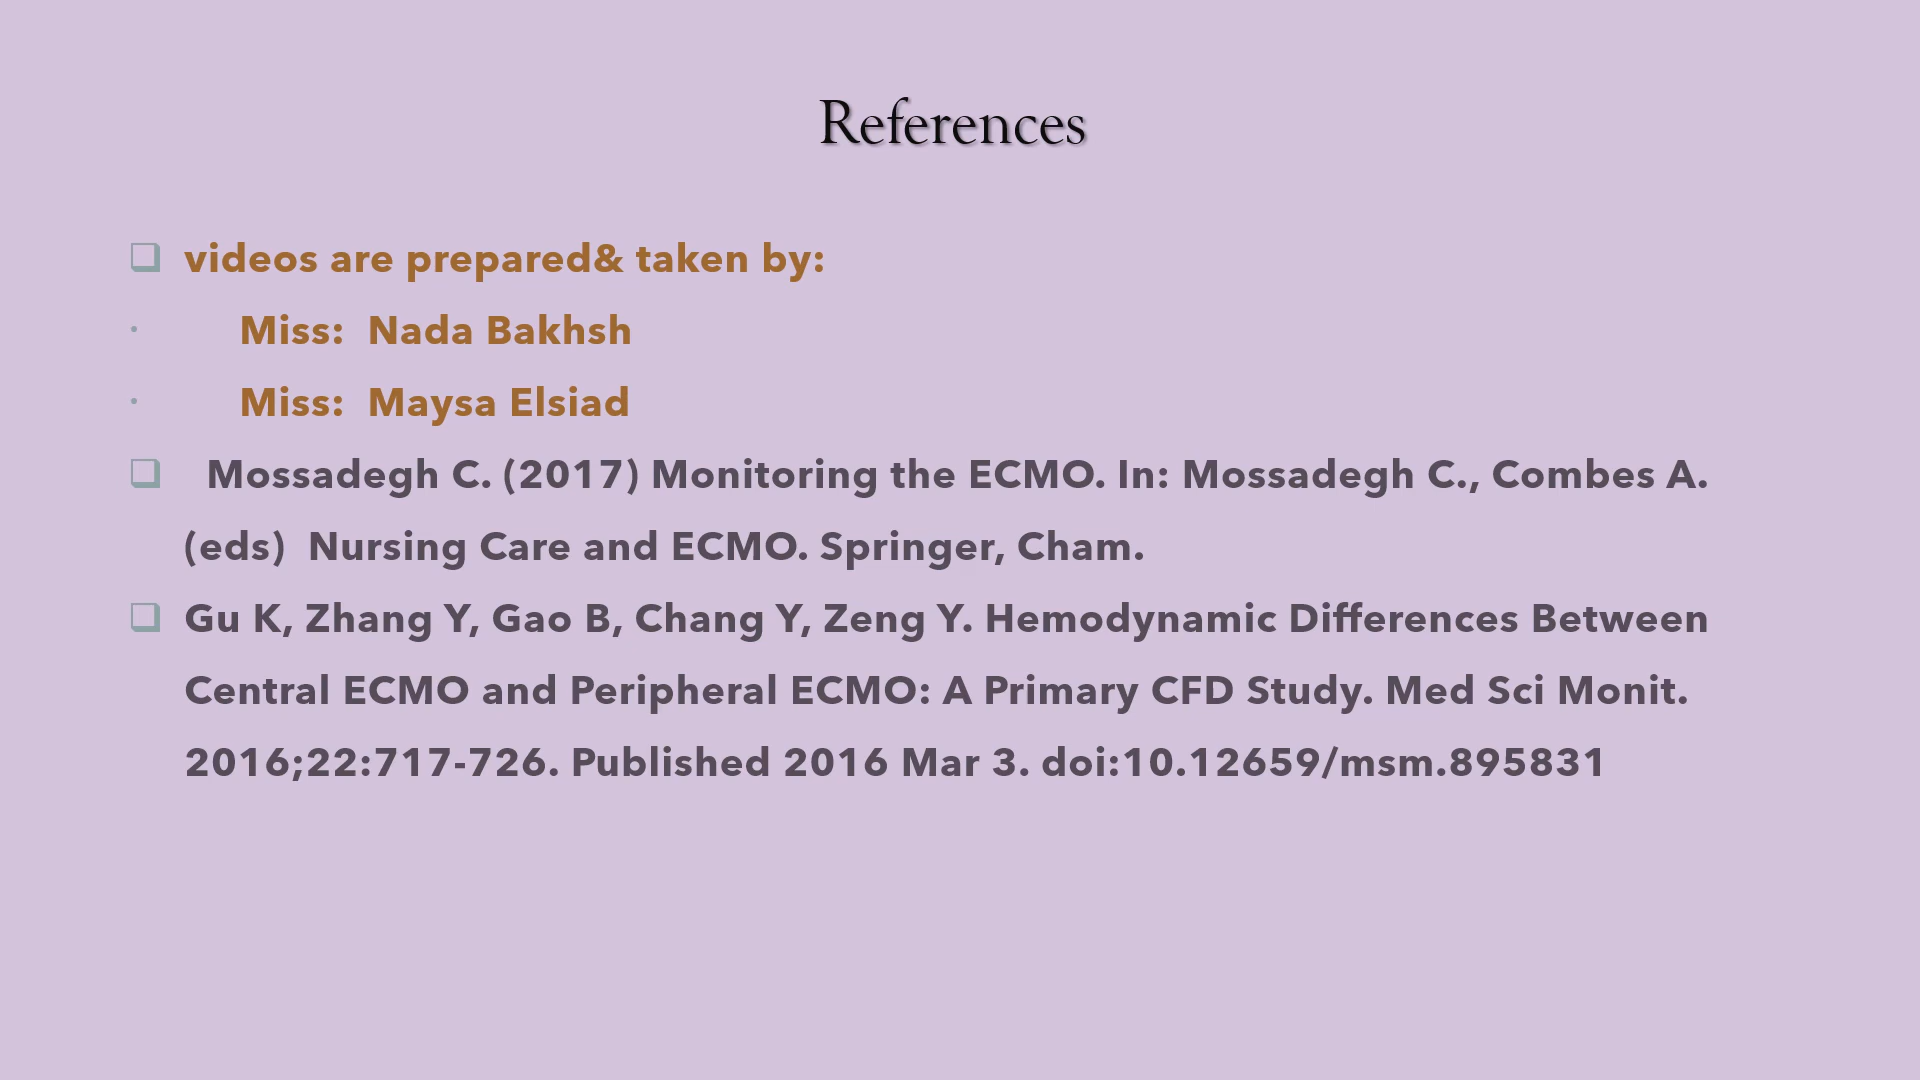 References
videos are prepared& taken by:
Miss: Nada Bakhsh
Miss: Maysa Elsiad
Mossadegh C. (2017) Monitoring the ECMO. In: Mossadegh C., Combes A.
(eds) Nursing Care and ECMO. Springer, Cham.
Gu K, Zhang Y, Gao B, Chang Y, Zeng Y. Hemodynamic Differences Between
Central ECMO and Peripheral ECMO: A Primary CFD Study. Med Sci Monit.
2016;22:717-726. Published 2016 Mar 3. doi:10.12659/msm.895831